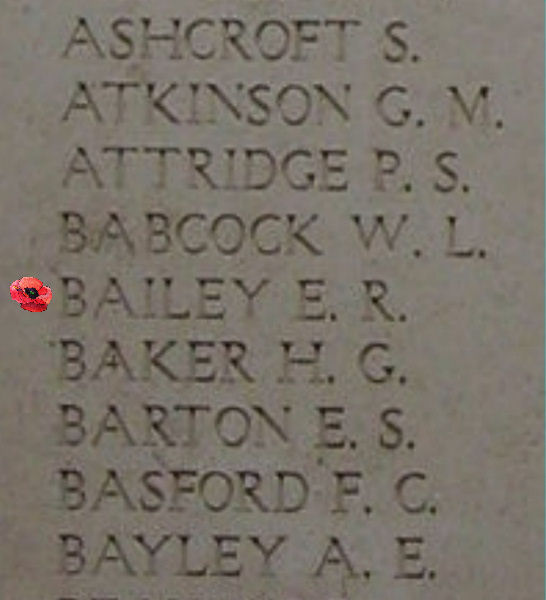 ASHCROFT S.
ATKINSON G. M.
ATTRIDGE P. S.
BABCOCK W. L.
BAILEY E. R.
BAKER H. G.
BARTON E. S.
BASFORD F. C.
BAYLEY A. E.